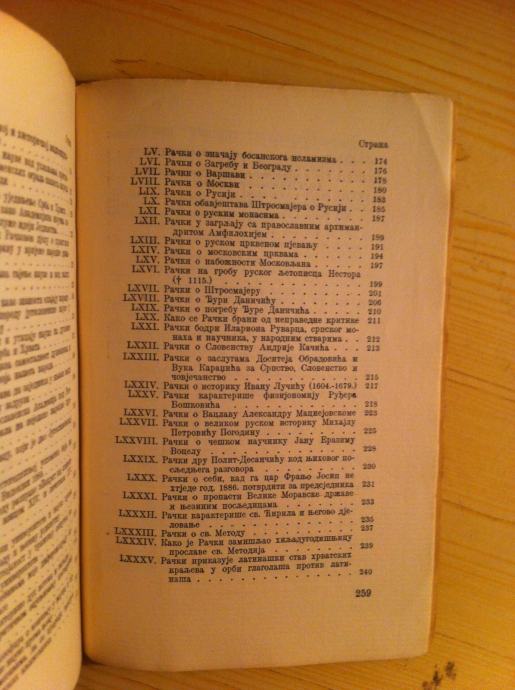 Страна
LV. Рачки о значају босанског исламизма . . . 174
LVI. Рачки о Загребу и Београду . . . 176
LVII. Рачки о Варшави . . . 178
LVIII. Рачки о Москви . . . 180
LIX. Рачки о Русији . . . 183
LX. Рачки обавјештава Штросмајера о Русији . . 185
LXI. Рачки о руским монасима . . . 187
LXII. Рачки у загрљају са православним архиман-
дритом Амфилохијем . . . 189
LXIII. Рачки о руском црквеном пјевању . . . 191
LXIV. Рачки о московским црквама . . . 194
LXV. Рачки о набожности Московљана . . . 197
LXVI. Рачки на гробу руског љетописца Нестора
(† 1115.) . . . 199
LXVII. Рачки о Штросмајеру . . . 201
LXVIII. Рачки о Ђури Даничићу . . . 206
LXIX. Рачки о погребу Ђуре Даничића . . . 210
LXX. Како се Рачки брани од неправедне критике 211
LXXI. Рачки бодри Илариона Руварца, српског мо-
наха и научника, у народним стварима . . 212
LXXII. Рачки о Словенству Андрије Качића . . 213
LXXIII. Рачки о заслугама Доситеја Обрадовића и
Вука Караџића за Српство, Словенство и
човјечанство . . . 215
LXXIV. Рачки о историку Ивану Лучићу (1604.-1679.) 217
LXXV. Рачки карактерише физијономију Руђера
Бошковића . . . 218
LXXVI. Рачки о Вацлаву Александру Мацијевскоме 223
LXXVII. Рачки о великом руском историку Михајлу
Петровићу Погодину . . . 225
LXXVIII. Рачки о чешком научнику Јану Еразиму
Воцелу . . . 228
LXXIX. Рачки дру Полит-Десанчићу код њиховог по-
сљедњега разговора . . . 230
LXXX. Рачки о себи, кад га цар Фрањо Јосип не
хтједе год. 1886. потврдити за предсједника 231
LXXXI. Рачки о пропасти Велике Моравске државе
и њезиним посљедицама . . . 233
LXXXII. Рачки карактерише св. Ћирила и његово дје-
ловање . . . 235
LXXXIII. Рачки о св. Методу . . . 237
LXXXIV. Како је Рачки замишљао хиљадугодишњицу
прославе св. Методија . . . 239
LXXXV. Рачки приказује латинашки став хрватских
краљева у борби глаголаша против лати-
наша . . . 240
259